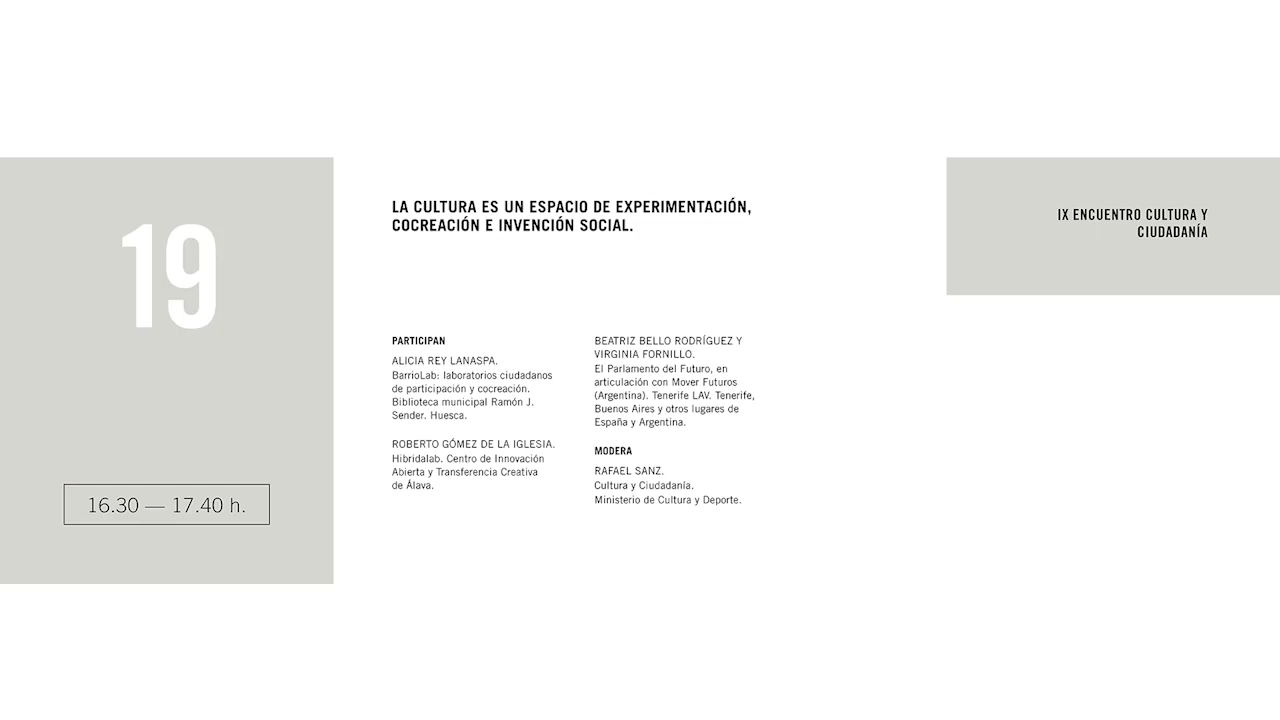 19
16.30 — 17.40 h.
LA CULTURA ES UN ESPACIO DE EXPERIMENTACIÓN,
COCREACIÓN E INVENCIÓN SOCIAL.
PARTICIPAN
ALICIA REY LANASPA.
BarrioLab: laboratorios ciudadanos
de participación y cocreación.
Biblioteca municipal Ramón J.
Sender. Huesca.
ROBERTO GÓMEZ DE LA IGLESIA.
Hibridalab. Centro de Innovación
Abierta y Transferencia Creativa
de Álava.
BEATRIZ BELLO RODRÍGUEZ Y
VIRGINIA FORNILLO.
El Parlamento del Futuro, en
articulación con Mover Futuros
(Argentina). Tenerife LAV. Tenerife,
Buenos Aires y otros lugares de
España y Argentina.
MODERA
RAFAEL SANZ.
Cultura y Ciudadanía.
Ministerio de Cultura y Deporte.
IX ENCUENTRO CULTURA Y
CIUDADANÍA